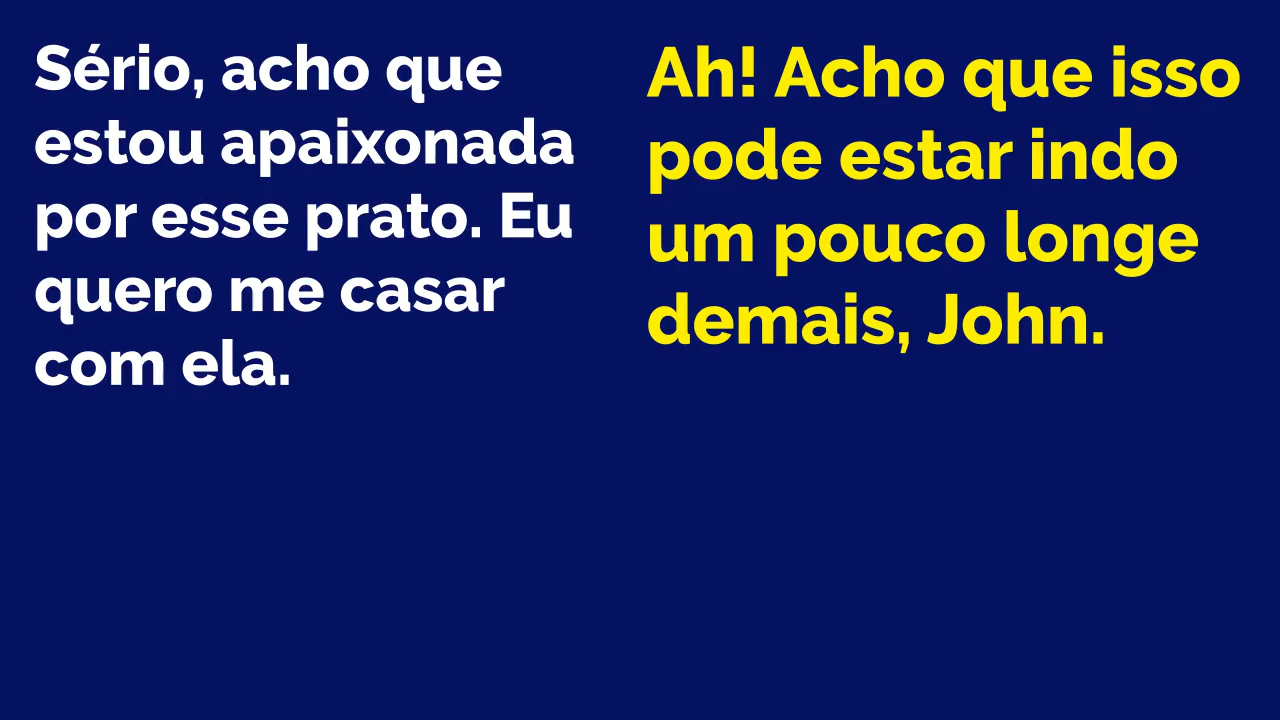 Sério, acho que
estou apaixonada
por esse prato. Eu
quero me casar
com ela.
Ah! Acho que isso
pode estar indo
um pouco longe
demais, John.